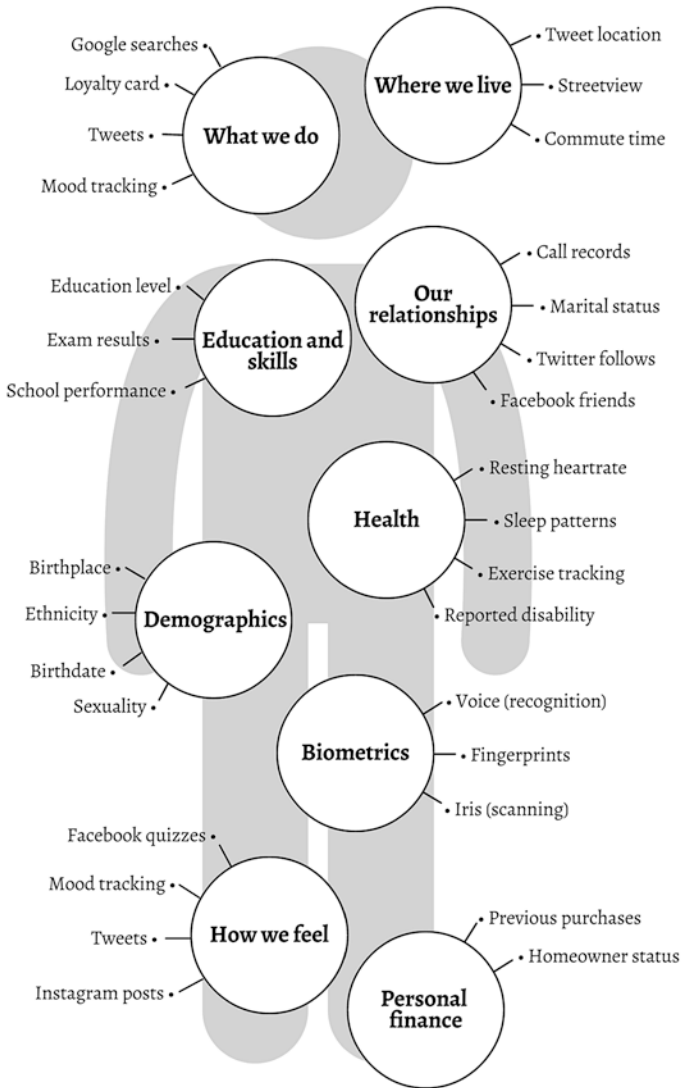 Google searches •
Loyalty card •
Tweets •
Mood tracking •
What we do
Where we live
• Tweet location
• Streetview
• Commute time
Education level •
Exam results •
School performance •
Education and
skills
Our
relationships
• Call records
• Marital status
• Twitter follows
• Facebook friends
Health
• Resting heartrate
• Sleep patterns
• Exercise tracking
• Reported disability
Birthplace •
Ethnicity •
Birthdate •
Sexuality •
Demographics
Biometrics
• Voice (recognition)
• Fingerprints
• Iris (scanning)
Facebook quizzes •
Mood tracking •
Tweets •
Instagram posts •
How we feel
Personal
finance
• Previous purchases
• Homeowner status